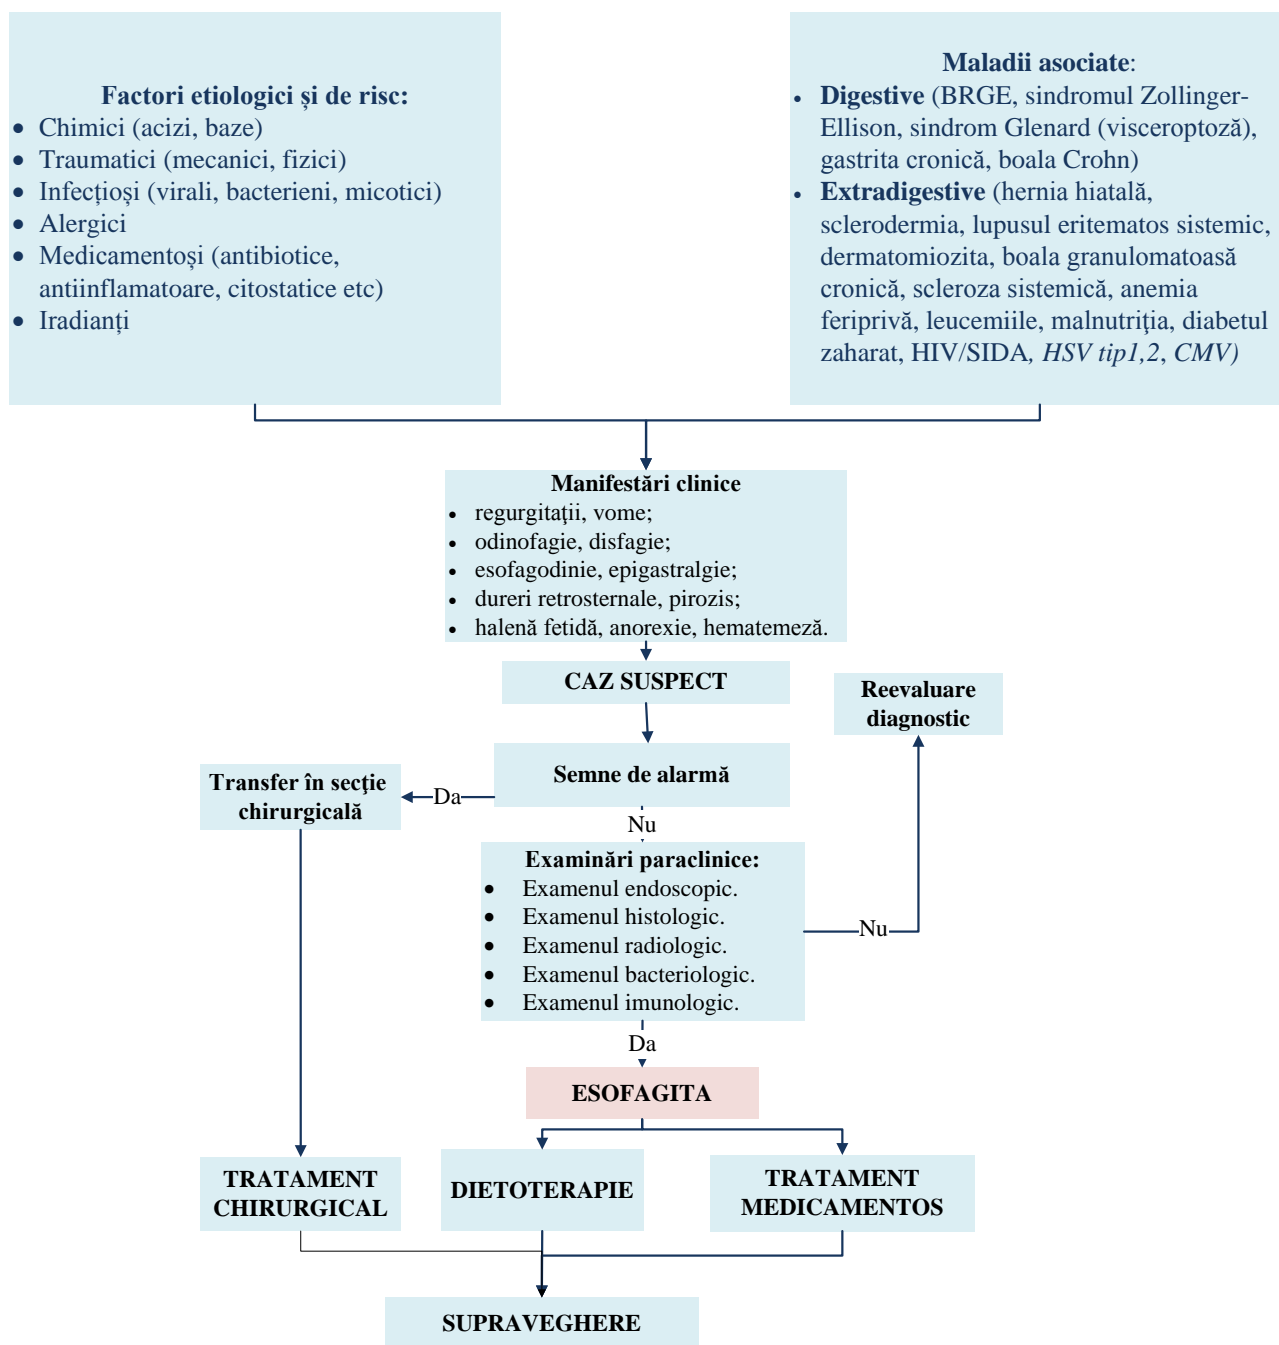 Factori etiologici și de risc:
• Chimici (acizi, baze)
• Traumatici (mecanici, fizici)
• Infecțioși (virali, bacterieni, micotici)
• Alergici
• Medicamentoși (antibiotice,
antiinflamatoare, citostatice etc)
• Iradianți
Maladii asociate:
• Digestive (BRGE, sindromul Zollinger-
Ellison, sindrom Glenard (visceroptoză),
gastrita cronică, boala Crohn)
• Extradigestive (hernia hiatală,
sclerodermia, lupusul eritematos sistemic,
dermatomiozita, boala granulomatoasă
cronică, scleroza sistemică, anemia
feriprivă, leucemiile, malnutriţia, diabetul
zaharat, HIV/SIDA, HSV tip1,2, CMV)
Manifestări clinice
• regurgitaţii, vome;
• odinofagie, disfagie;
• esofagodinie, epigastralgie;
• dureri retrosternale, pirozis;
• halenă fetidă, anorexie, hematemeză.
CAZ SUSPECT
Reevaluare
diagnostic
Semne de alarmă
Transfer în secţie
chirurgicală
Da
Nu
Examinări paraclinice:
• Examenul endoscopic.
• Examenul histologic.
• Examenul radiologic.
• Examenul bacteriologic.
• Examenul imunologic.
Nu
Da
ESOFAGITA
TRATAMENT
CHIRURGICAL
DIETOTERAPIE
TRATAMENT
MEDICAMENTOS
SUPRAVEGHERE